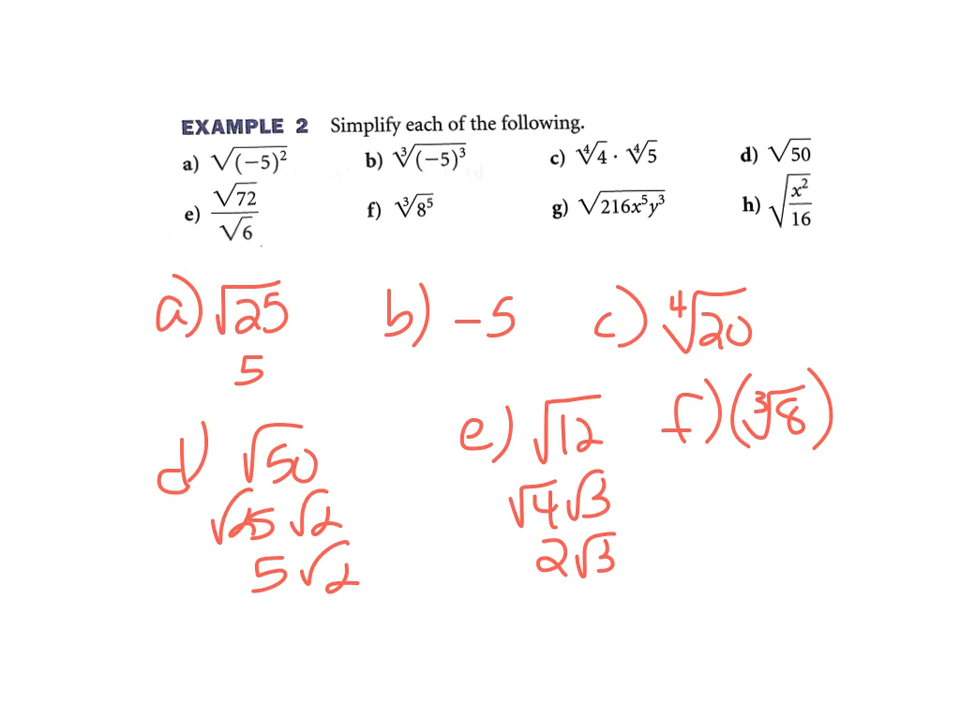 EXAMPLE 2 Simplify each of the following.
a) √(−5)² b) ∛(−5)³ c) ∜4 · ∜5 d) √50
e) √72/√6 f) ∛8⁵ g) √216x⁵y³ h) √x²/16
a) √25 b) −5 c) ∜20
5
d) √50 e) √12 f) (∛8)
√25 √2 √4 √3
5√2 2√3